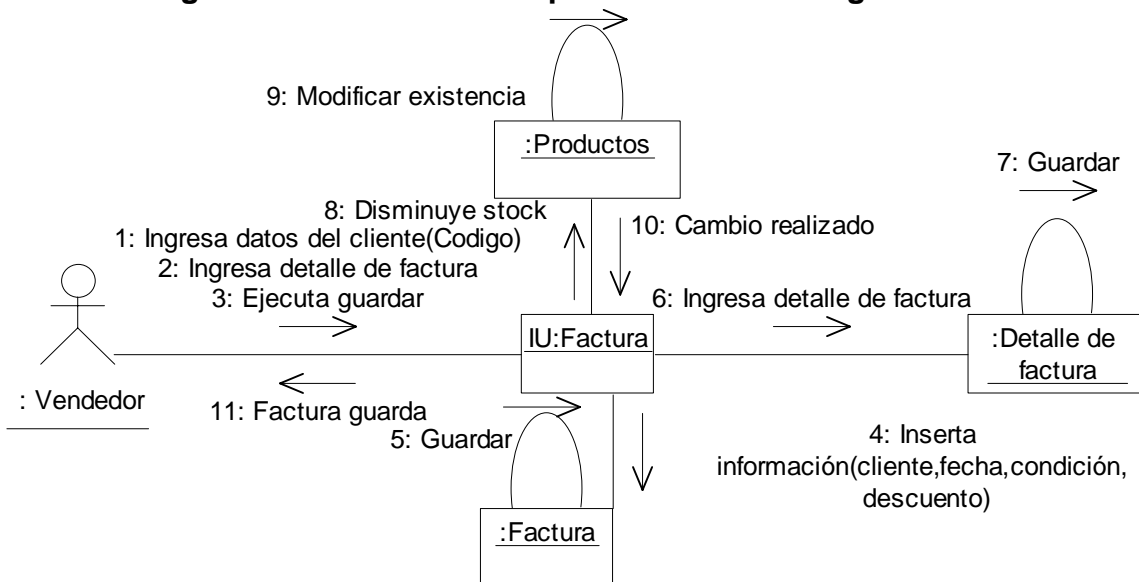 9: Modificar existencia
:Productos
7: Guardar
8: Disminuye stock
10: Cambio realizado
1: Ingresa datos del cliente(Codigo)
2: Ingresa detalle de factura
3: Ejecuta guardar
6: Ingresa detalle de factura
IU:Factura
:Detalle de
factura
: Vendedor
11: Factura guarda
5: Guardar
4: Inserta
información(cliente,fecha,condición,
descuento)
:Factura